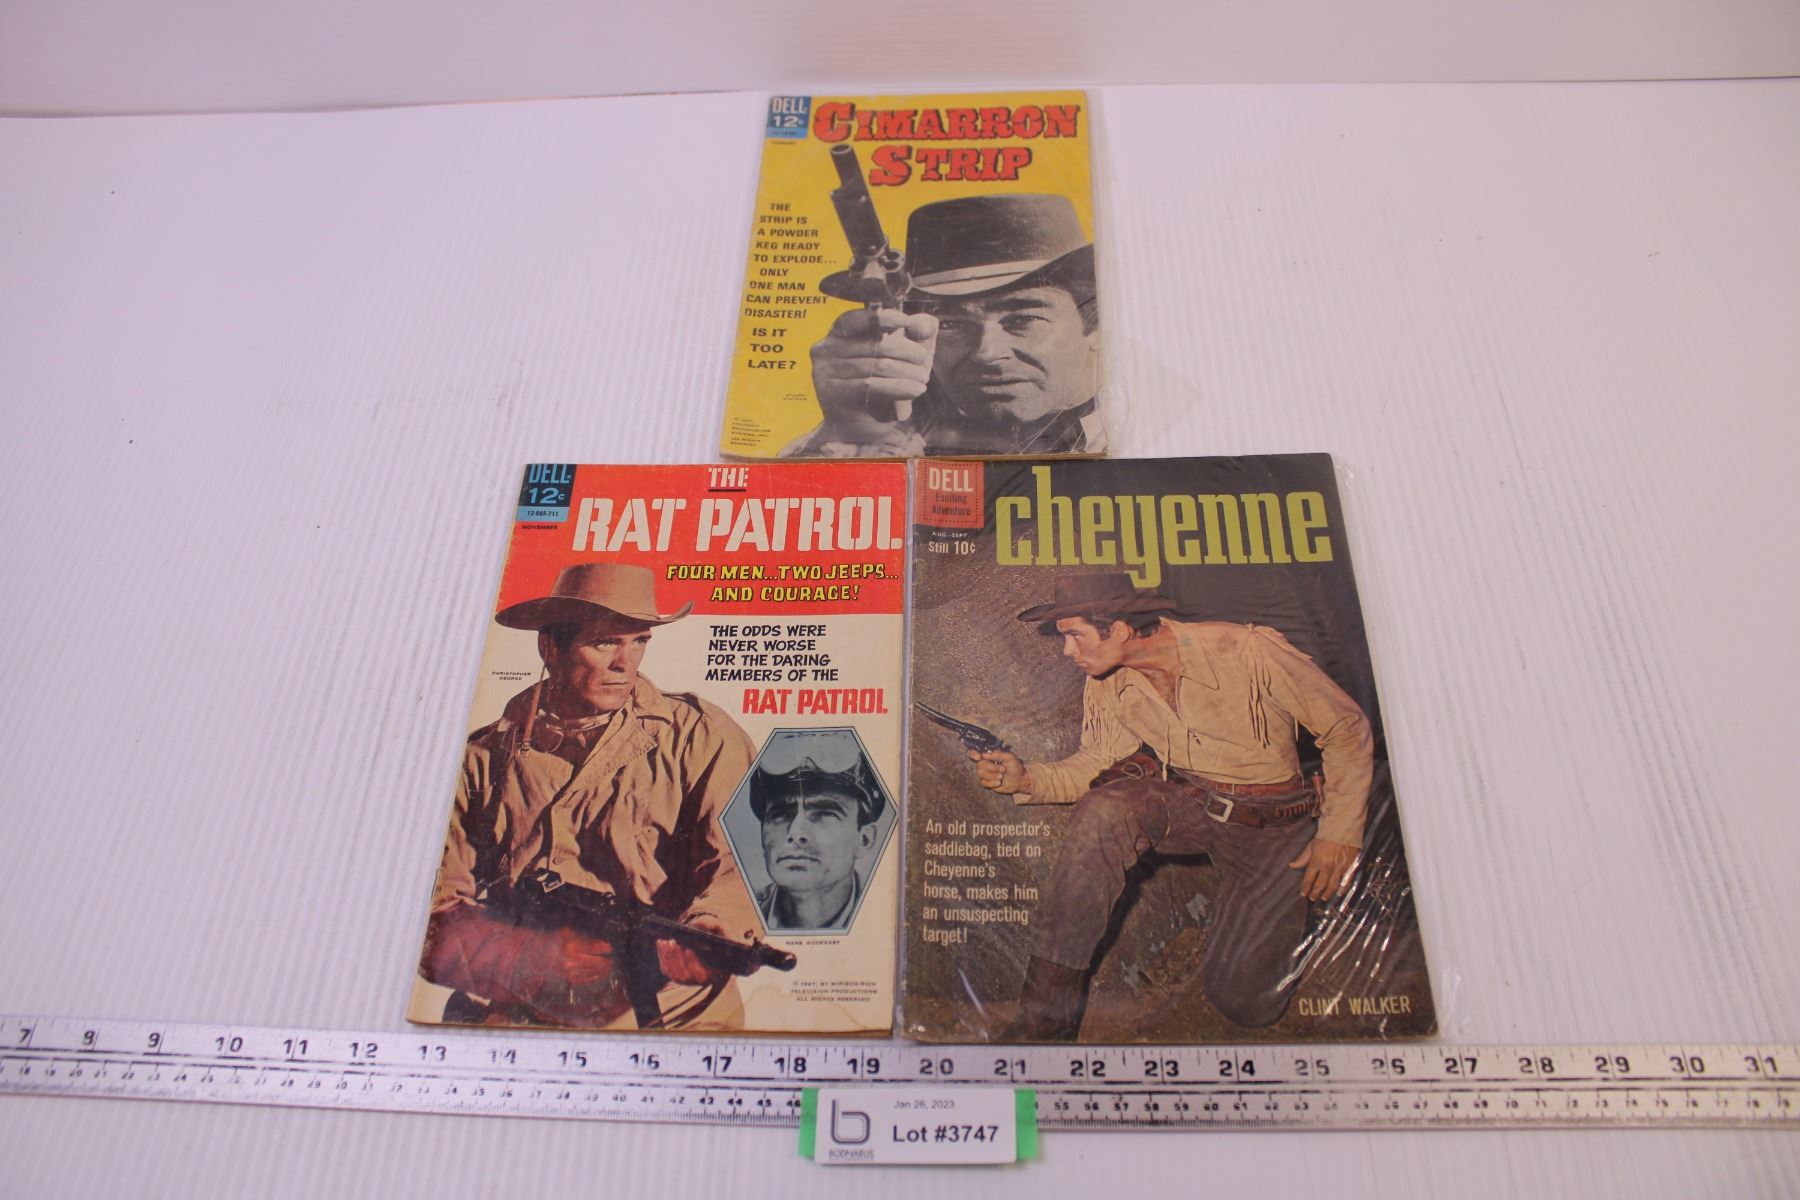 DELL
12¢
CIMARRON
STRIP
THE
STRIP IS
A POWDER
KEG READY
TO EXPLODE...
ONLY
ONE MAN
CAN PREVENT
DISASTER!
IS IT
TOO
LATE?
STUART
WHITMAN
DELL
12¢
12-685-711
NOVEMBER
THE
RAT PATROL
FOUR MEN...TWO JEEPS...
AND COURAGE!
THE ODDS WERE
NEVER WORSE
FOR THE DARING
MEMBERS OF THE
RAT PATROL
CHRISTOPHER
GEORGE
HANS GUDEGAST
© 1967, BY MIRISCH-RICH
TELEVISION PRODUCTIONS
ALL RIGHTS RESERVED
DELL
Exciting
Adventure
AUG.-SEPT.
Still 10¢
cheyenne
An old prospector's
saddlebag, tied on
Cheyenne's
horse, makes him
an unsuspecting
target!
CLINT WALKER
7 8 9 10 11 12 13 14 15 16 17 18 19 20 21 22 23 24 25 26 27 28 29 30 31
Jan 26, 2023
Lot #3747
b
BODNARUS